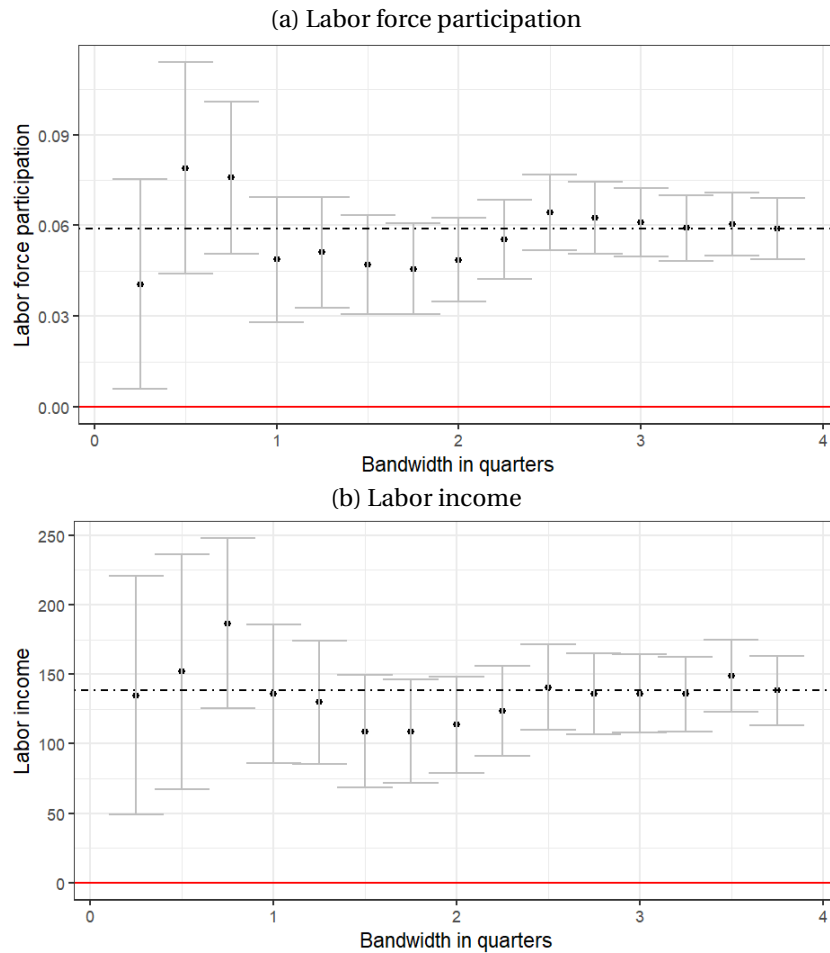 (a) Labor force participation
Labor force participation
0.09
0.06
0.03
0.00
0 1 2 3 4
Bandwidth in quarters
(b) Labor income
Labor income
250
200
150
100
50
0
0 1 2 3 4
Bandwidth in quarters